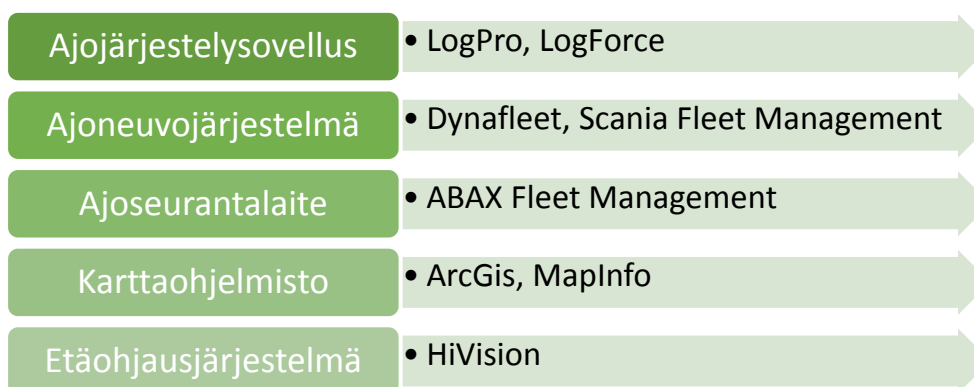 Ajojärjestelysovellus
• LogPro, LogForce
Ajoneuvojärjestelmä
• Dynafleet, Scania Fleet Management
Ajoseurantalaite
• ABAX Fleet Management
Karttaohjelmisto
• ArcGis, MapInfo
Etäohjausjärjestelmä
• HiVision